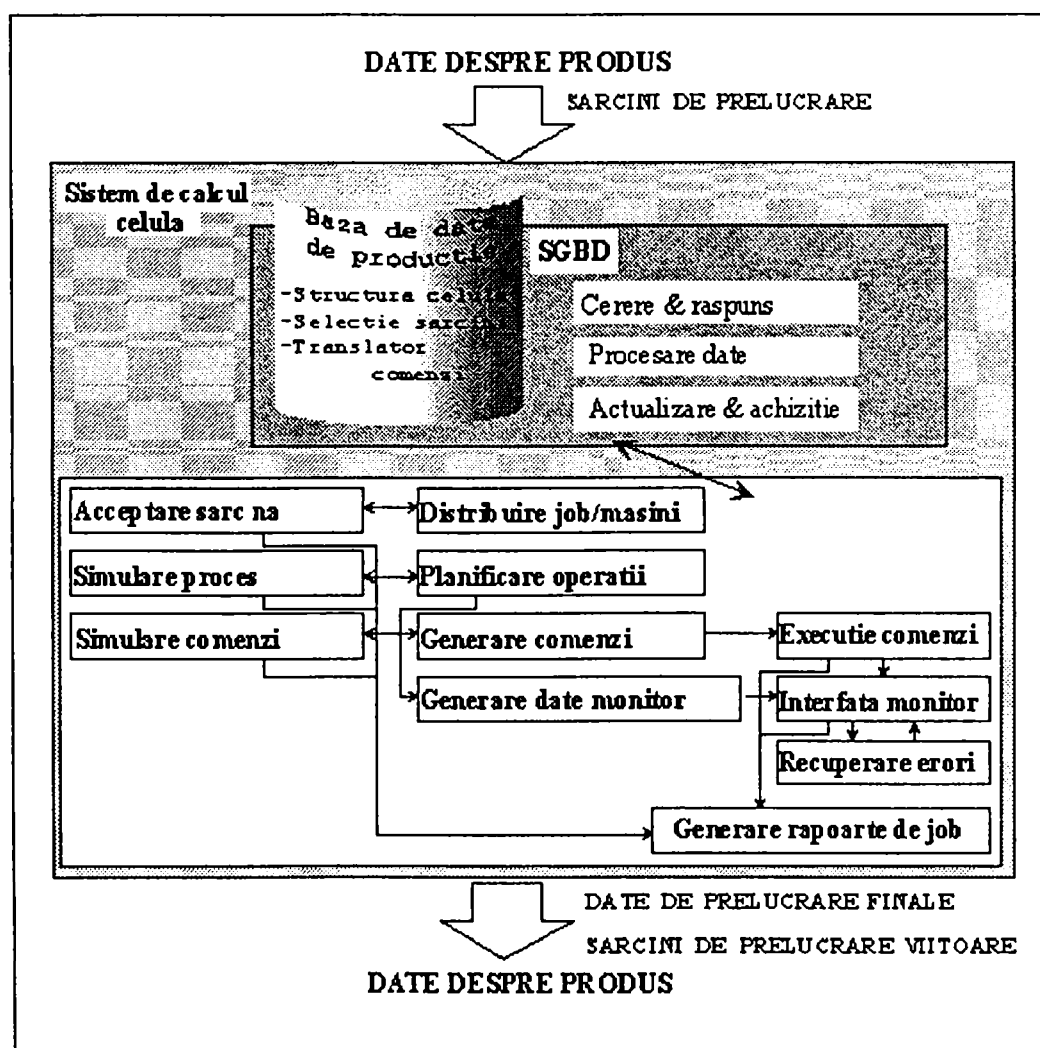 DATE DESPRE PRODUS
SARCINI DE PRELUCRARE
Sistem de calcul
celula
Baza de date
de productie
SGBD
-Structura celula
-Selectie sarcini
-Translator
comenzi
Cerere & raspuns
Procesare date
Actualizare & achizitie
Acceptare sarc na
Distribuire job/masini
Simulare proces
Planificare operatii
Simulare comenzi
Generare comenzi
Executie comenzi
Generare date monitor
Interfata monitor
Recuperare erori
Generare rapoarte de job
DATE DE PRELUCRARE FINALE
SARCINI DE PRELUCRARE VIITOARE
DATE DESPRE PRODUS